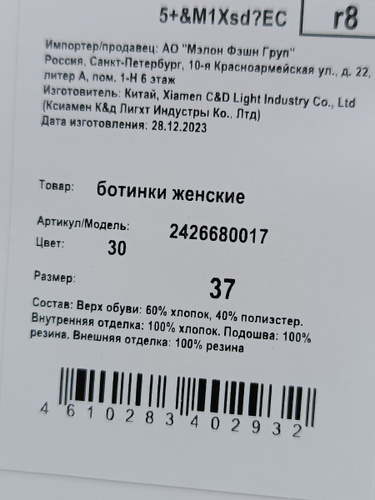 5+&M1Xsd?EC
r8
Импортер/продавец: АО "Мэлон Фэшн Груп"
Россия, Санкт-Петербург, 10-я Красноармейская ул., д. 22,
литер А, пом. 1-Н 6 этаж
Изготовитель: Китай, Xiamen C&D Light Industry Co., Ltd
(Ксиамен К&д Лигхт Индустры Ко., Лтд)
Дата изготовления: 28.12.2023
Товар: ботинки женские
Артикул/Модель: 2426680017
Цвет: 30
Размер: 37
Состав: Верх обуви: 60% хлопок, 40% полиэстер.
Внутренняя отделка: 100% хлопок. Подошва: 100%
резина. Внешняя отделка: 100% резина
4610283402932